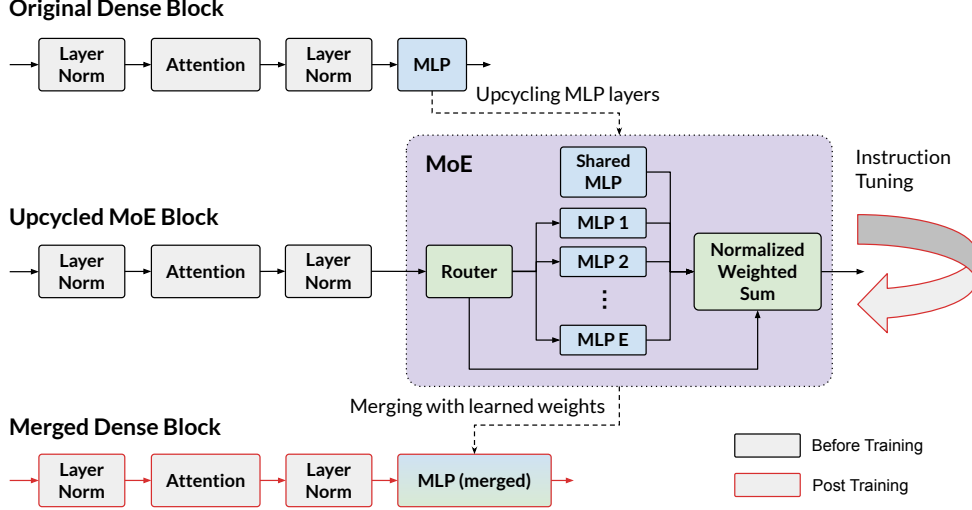 Original Dense Block
Layer
Norm
Attention
Layer
Norm
MLP
Upcycling MLP layers
MoE
Shared
MLP
Instruction
Tuning
Upcycled MoE Block
Layer
Norm
Attention
Layer
Norm
Router
MLP 1
MLP 2
⋮
MLP E
Normalized
Weighted
Sum
Merging with learned weights
Merged Dense Block
Layer
Norm
Attention
Layer
Norm
MLP (merged)
Before Training
Post Training